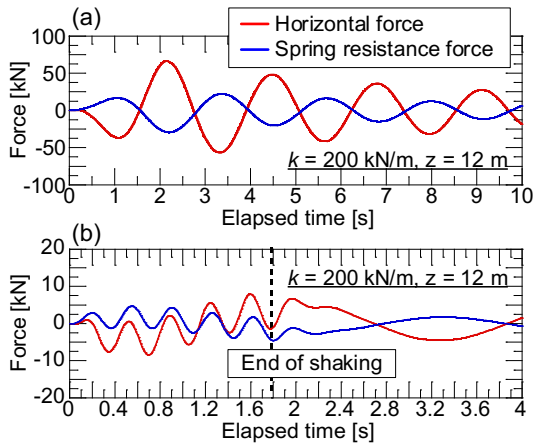 (a)
Horizontal force
Spring resistance force
Force [kN]
100
50
0
-50
-100
k = 200 kN/m, z = 12 m
0 1 2 3 4 5 6 7 8 9 10
Elapsed time [s]
(b)
Force [kN]
20
10
0
-10
-20
k = 200 kN/m, z = 12 m
End of shaking
0 0.4 0.8 1.2 1.6 2 2.4 2.8 3.2 3.6 4
Elapsed time [s]